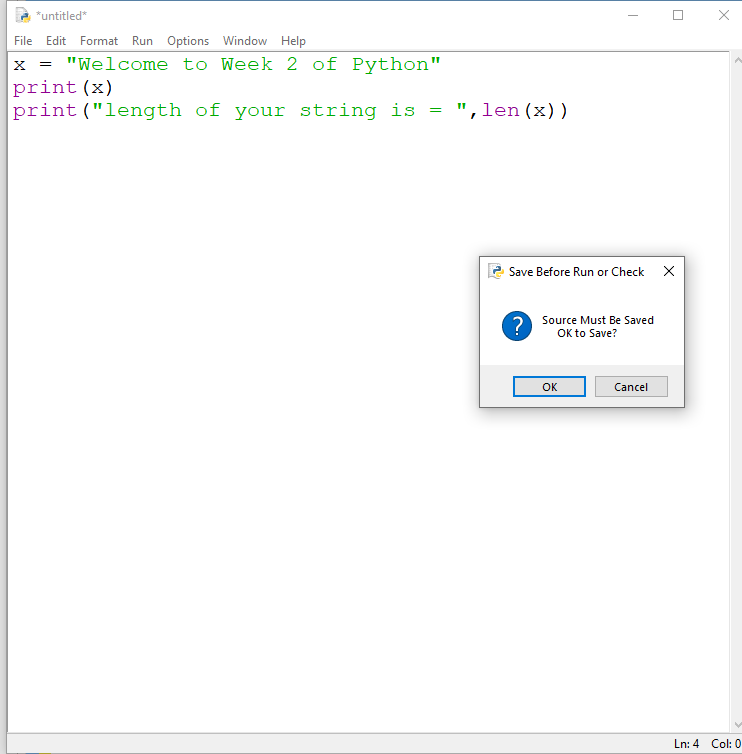 *untitled*
File Edit Format Run Options Window Help
x = "Welcome to Week 2 of Python"
print(x)
print("length of your string is = ",len(x))
Save Before Run or Check
Source Must Be Saved
OK to Save?
OK Cancel
Ln: 4 Col: 0